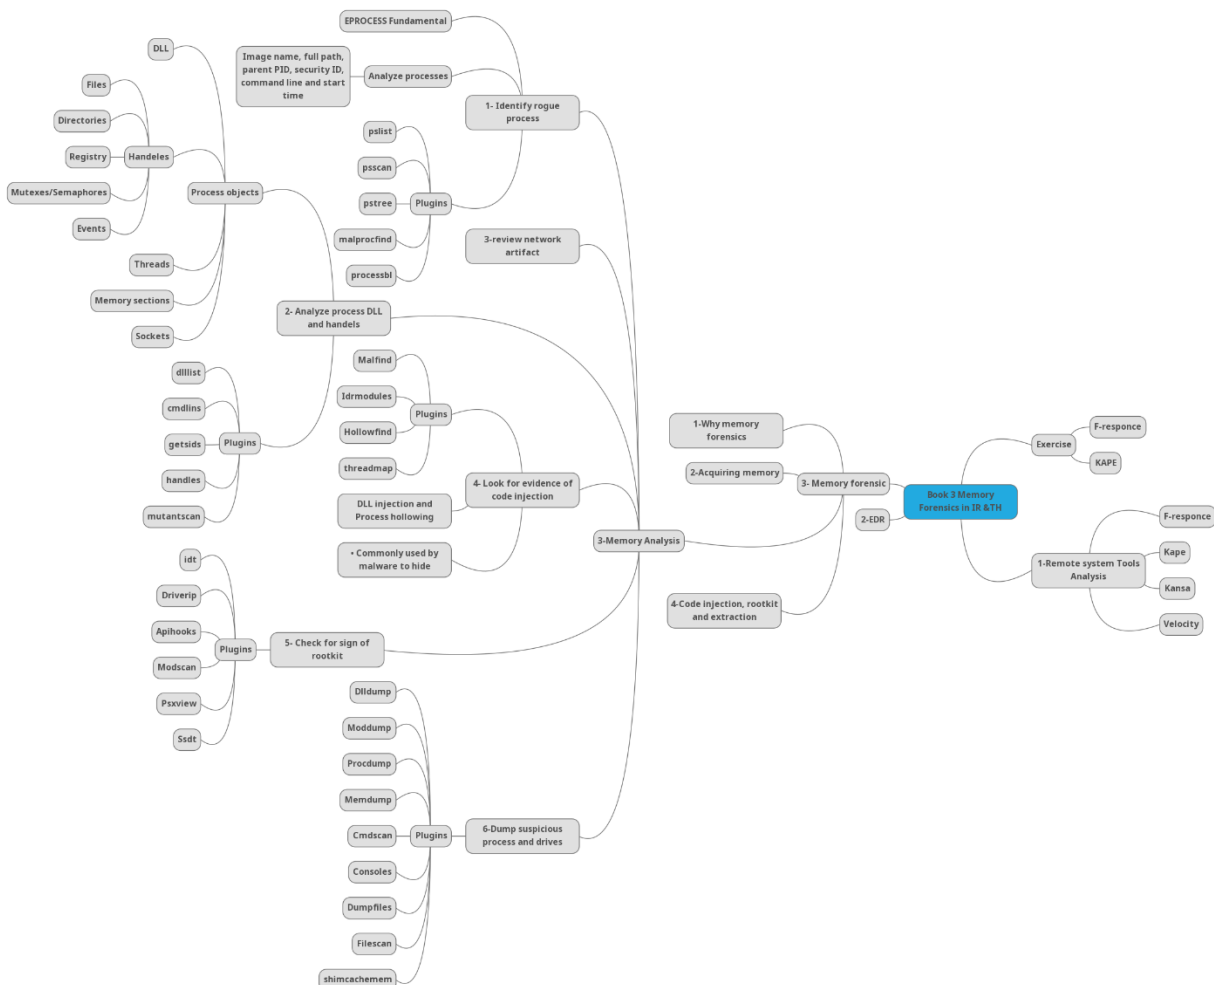 Book 3 Memory
Forensics in IR &TH
Exercise
F-responce
KAPE
1-Remote system Tools
Analysis
F-responce
Kape
Kansa
Velocity
2-EDR
3- Memory forensic
1-Why memory
forensics
2-Acquiring memory
3-Memory Analysis
1- Identify rogue
process
EPROCESS Fundamental
Analyze processes
Image name, full path,
parent PID, security ID,
command line and start
time
Plugins
pslist
psscan
pstree
malprocfind
processbl
2- Analyze process DLL
and handels
Process objects
DLL
Handeles
Files
Directories
Registry
Mutexes/Semaphores
Events
Threads
Memory sections
Sockets
Plugins
dlllist
cmdlins
getsids
handles
mutantscan
3-review network
artifact
4- Look for evidence of
code injection
Plugins
Malfind
Idrmodules
Hollowfind
threadmap
DLL injection and
Process hollowing
• Commonly used by
malware to hide
5- Check for sign of
rootkit
Plugins
idt
Driverip
Apihooks
Modscan
Psxview
Ssdt
6-Dump suspicious
process and drives
Plugins
Dlldump
Moddump
Procdump
Memdump
Cmdscan
Consoles
Dumpfiles
Filescan
shimcachemem
4-Code injection, rootkit
and extraction